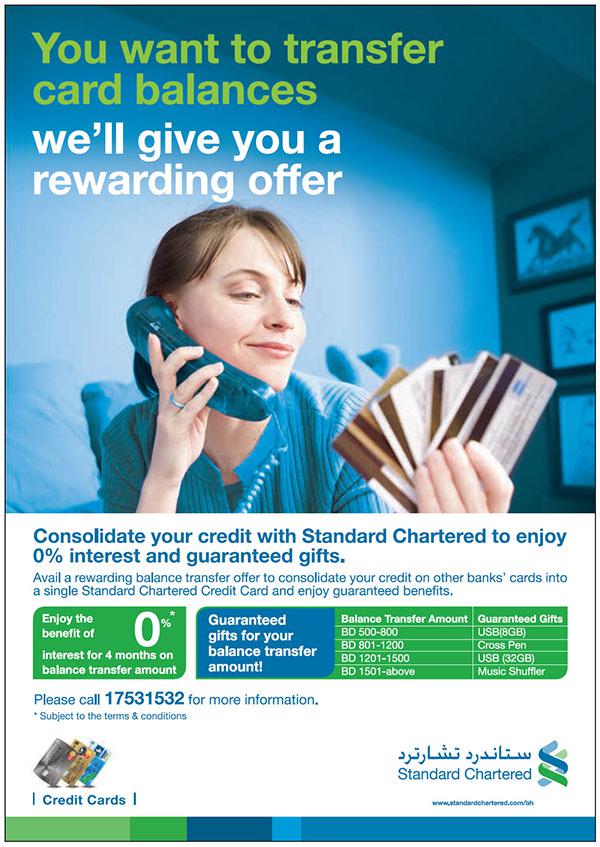 You want to transfer
card balances
we'll give you a
rewarding offer
Consolidate your credit with Standard Chartered to enjoy
0% interest and guaranteed gifts.
Avail a rewarding balance transfer offer to consolidate your credit on other banks' cards into
a single Standard Chartered Credit Card and enjoy guaranteed benefits.
Enjoy the
benefit of
0%*
interest for 4 months on
balance transfer amount
Guaranteed
gifts for your
balance transfer
amount!
Balance Transfer Amount Guaranteed Gifts
BD 500-800 USB(8GB)
BD 801-1200 Cross Pen
BD 1201-1500 USB (32GB)
BD 1501-above Music Shuffler
Please call 17531532 for more information.
* Subject to the terms & conditions
| Credit Cards |
ستاندرد تشارترد
Standard Chartered
www.standardchartered.com/bh